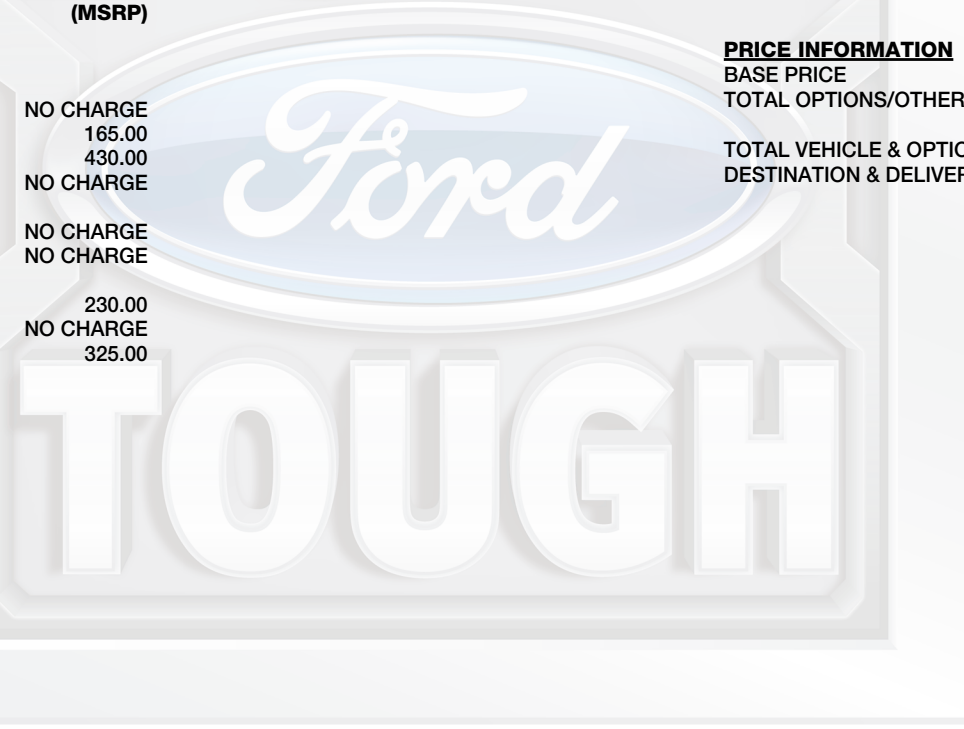 (MSRP)
NO CHARGE
165.00
430.00
NO CHARGE
NO CHARGE
NO CHARGE
230.00
NO CHARGE
325.00
PRICE INFORMATION
BASE PRICE
TOTAL OPTIONS/OTHER
TOTAL VEHICLE & OPTIO
DESTINATION & DELIVER
Ford
TOUGH